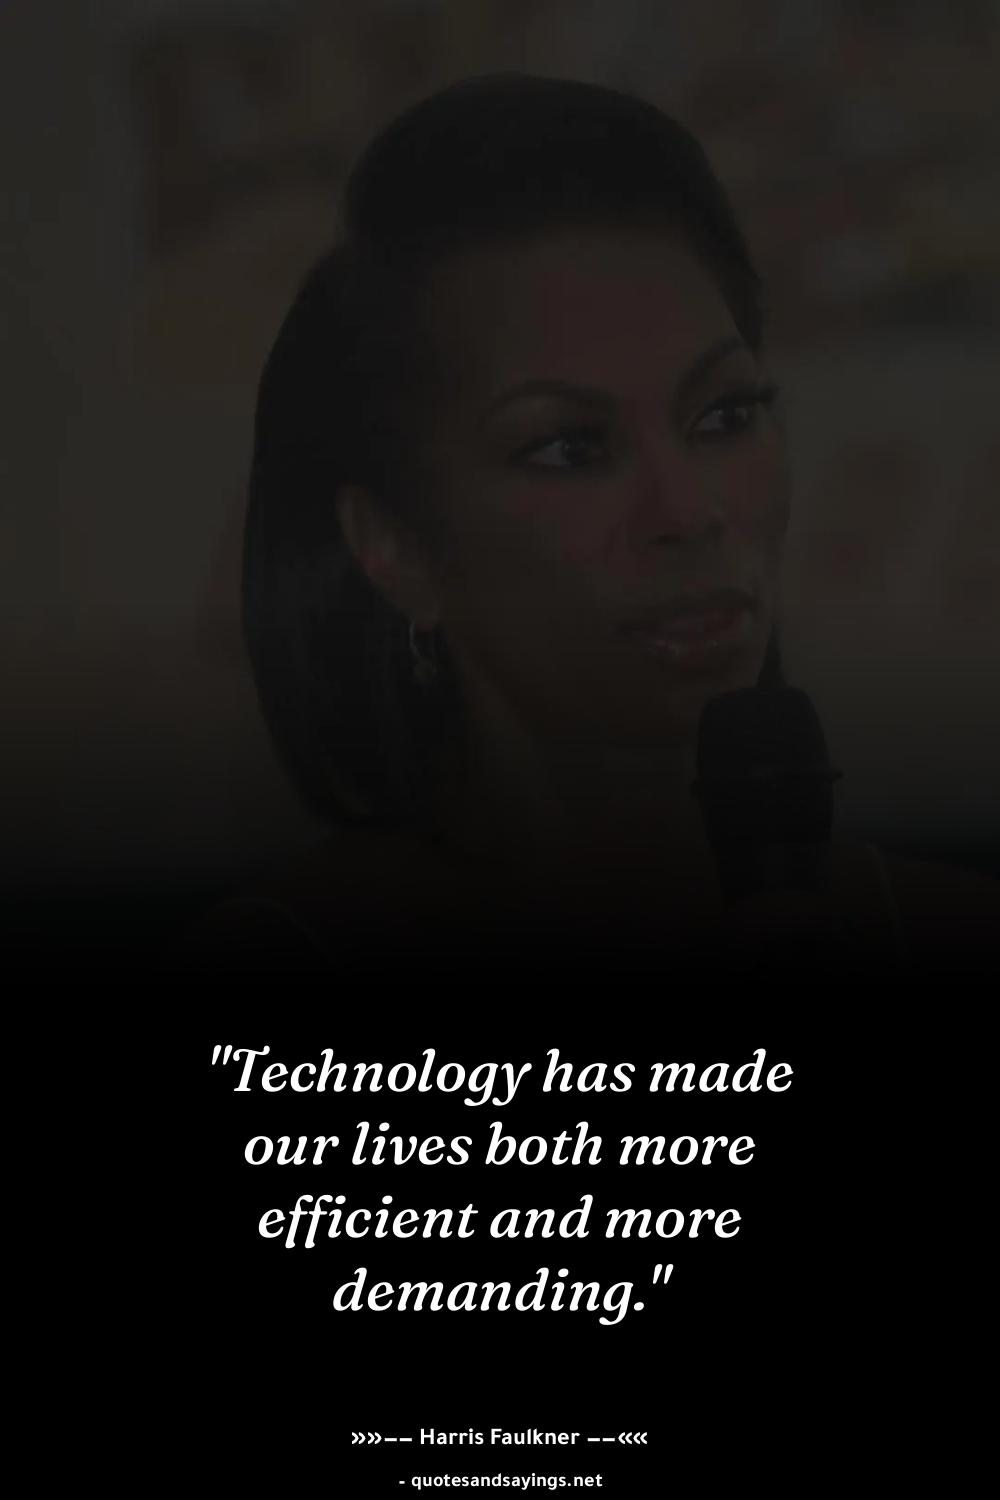 "Technology has made
our lives both more
efficient and more
demanding."
»»−− Harris Faulkner −−««
- quotesandsayings.net